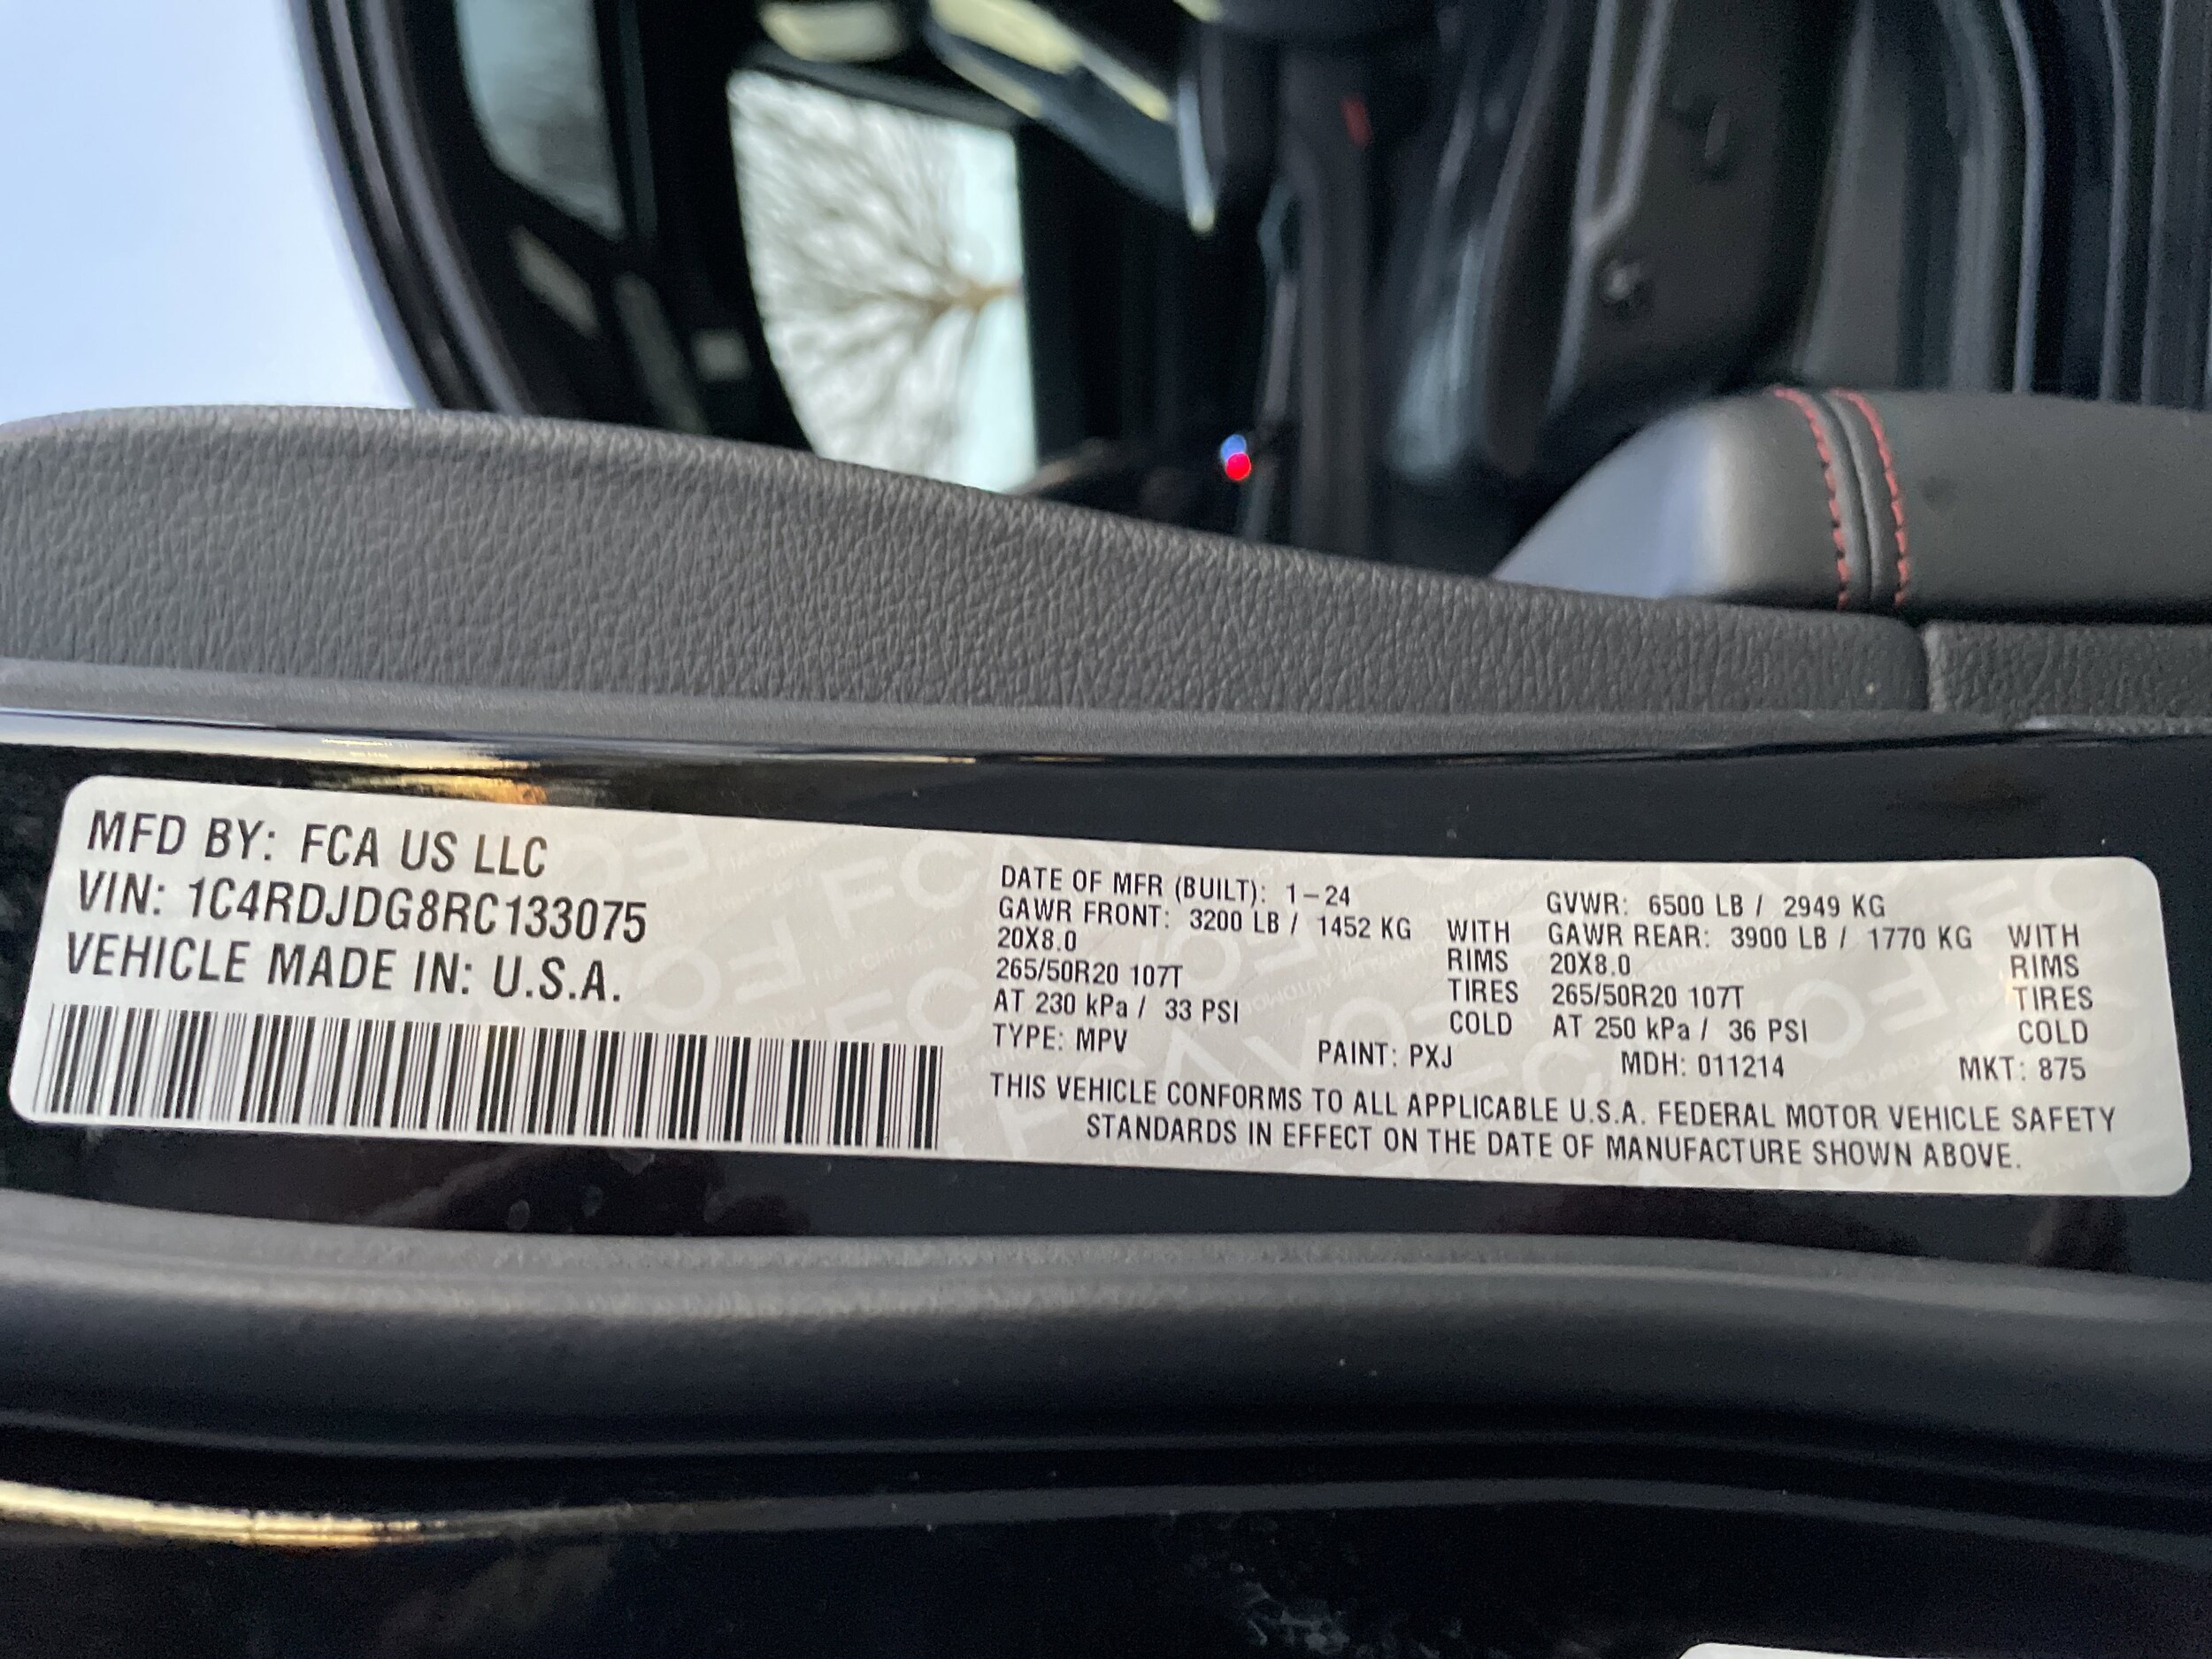 MFD BY: FCA US LLC
VIN: 1C4RDJDG8RC133075
VEHICLE MADE IN: U.S.A.
DATE OF MFR (BUILT): 1-24 GVWR: 6500 LB / 2949 KG
GAWR FRONT: 3200 LB / 1452 KG WITH GAWR REAR: 3900 LB / 1770 KG WITH
20X8.0 RIMS 20X8.0 RIMS
265/50R20 107T TIRES 265/50R20 107T TIRES
AT 230 kPa / 33 PSI COLD AT 250 kPa / 36 PSI COLD
TYPE: MPV PAINT: PXJ MDH: 011214 MKT: 875
THIS VEHICLE CONFORMS TO ALL APPLICABLE U.S.A. FEDERAL MOTOR VEHICLE SAFETY
STANDARDS IN EFFECT ON THE DATE OF MANUFACTURE SHOWN ABOVE.